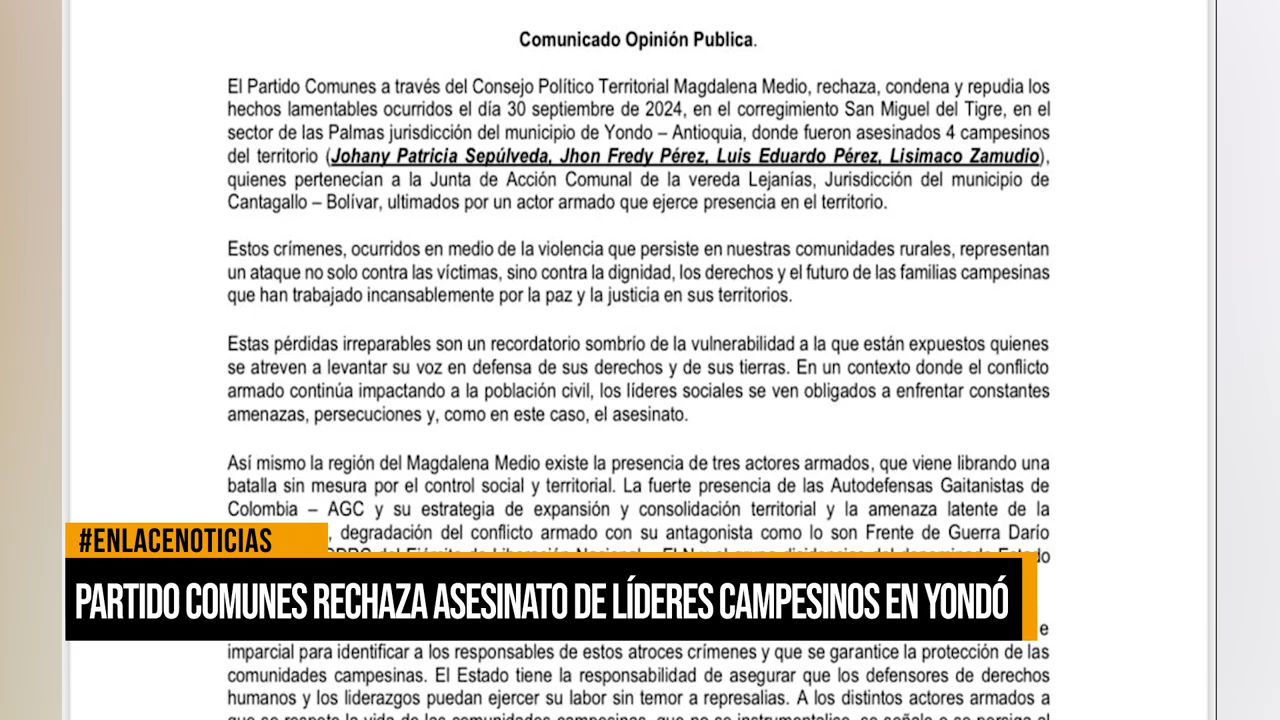 Comunicado Opinión Publica.
El Partido Comunes a través del Consejo Político Territorial Magdalena Medio, rechaza, condena y repudia los
hechos lamentables ocurridos el día 30 septiembre de 2024, en el corregimiento San Miguel del Tigre, en el
sector de las Palmas jurisdicción del municipio de Yondo – Antioquia, donde fueron asesinados 4 campesinos
del territorio (Johany Patricia Sepúlveda, Jhon Fredy Pérez, Luis Eduardo Pérez, Lisimaco Zamudio),
quienes pertenecían a la Junta de Acción Comunal de la vereda Lejanías, Jurisdicción del municipio de
Cantagallo – Bolívar, ultimados por un actor armado que ejerce presencia en el territorio.
Estos crímenes, ocurridos en medio de la violencia que persiste en nuestras comunidades rurales, representan
un ataque no solo contra las víctimas, sino contra la dignidad, los derechos y el futuro de las familias campesinas
que han trabajado incansablemente por la paz y la justicia en sus territorios.
Estas pérdidas irreparables son un recordatorio sombrío de la vulnerabilidad a la que están expuestos quienes
se atreven a levantar su voz en defensa de sus derechos y de sus tierras. En un contexto donde el conflicto
armado continúa impactando a la población civil, los líderes sociales se ven obligados a enfrentar constantes
amenazas, persecuciones y, como en este caso, el asesinato.
Así mismo la región del Magdalena Medio existe la presencia de tres actores armados, que viene librando una
batalla sin mesura por el control social y territorial. La fuerte presencia de las Autodefensas Gaitanistas de
Colombia – AGC y su estrategia de expansión y consolidación territorial y la amenaza latente de la
, degradación del conflicto armado con su antagonista como lo son Frente de Guerra Darío
#ENLACENOTICIAS
PARTIDO COMUNES RECHAZA ASESINATO DE LÍDERES CAMPESINOS EN YONDÓ
e
imparcial para identificar a los responsables de estos atroces crímenes y que se garantice la protección de las
comunidades campesinas. El Estado tiene la responsabilidad de asegurar que los defensores de derechos
humanos y los liderazgos puedan ejercer su labor sin temor a represalias. A los distintos actores armados a